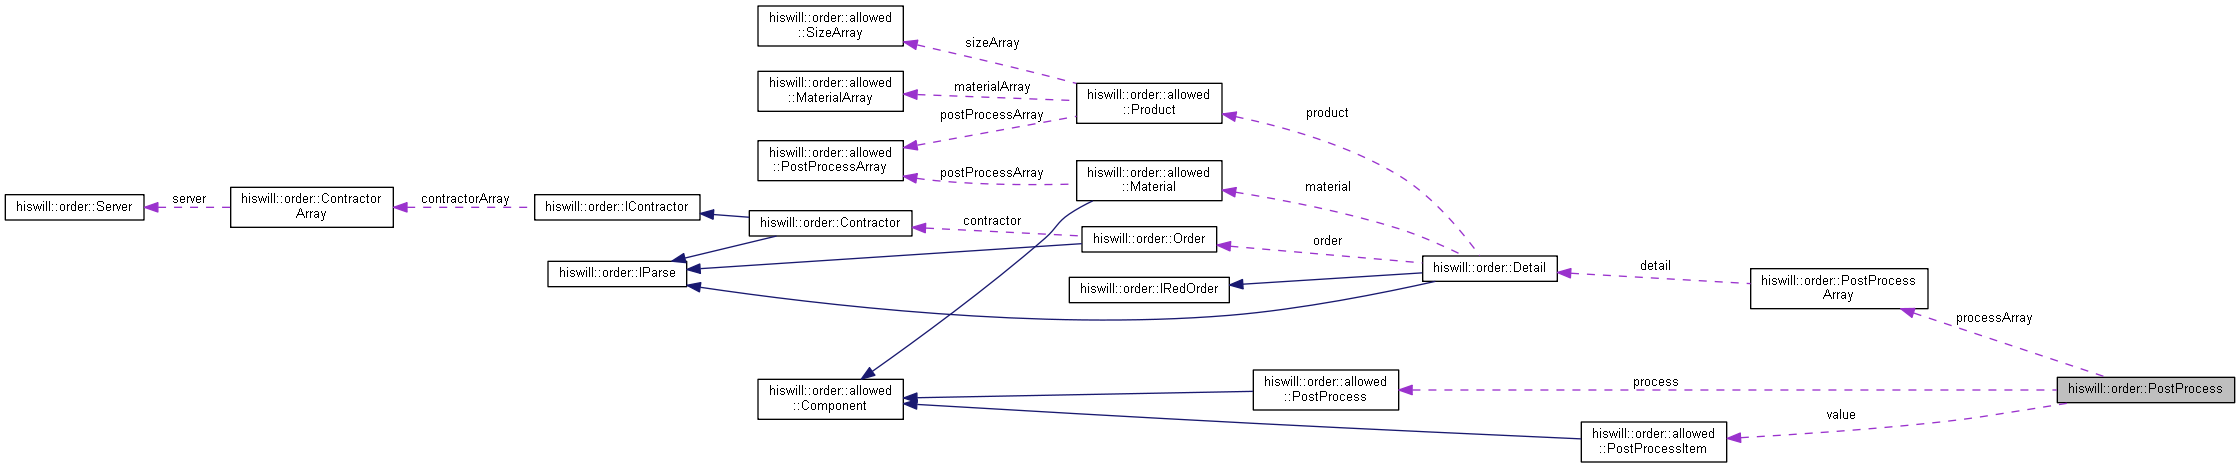 hiswill::order::allowed
::SizeArray
sizeArray
hiswill::order::allowed
::MaterialArray
materialArray
hiswill::order::allowed
::Product
product
postProcessArray
hiswill::order::allowed
::PostProcessArray
postProcessArray
hiswill::order::allowed
::Material
material
hiswill::order::Server
server
hiswill::order::Contractor
Array
contractorArray
hiswill::order::IContractor
hiswill::order::Contractor
contractor
hiswill::order::Order
order
hiswill::order::IParse
hiswill::order::IRedOrder
hiswill::order::Detail
detail
hiswill::order::PostProcess
Array
processArray
hiswill::order::allowed
::Component
hiswill::order::allowed
::PostProcess
process
hiswill::order::PostProcess
value
hiswill::order::allowed
::PostProcessItem